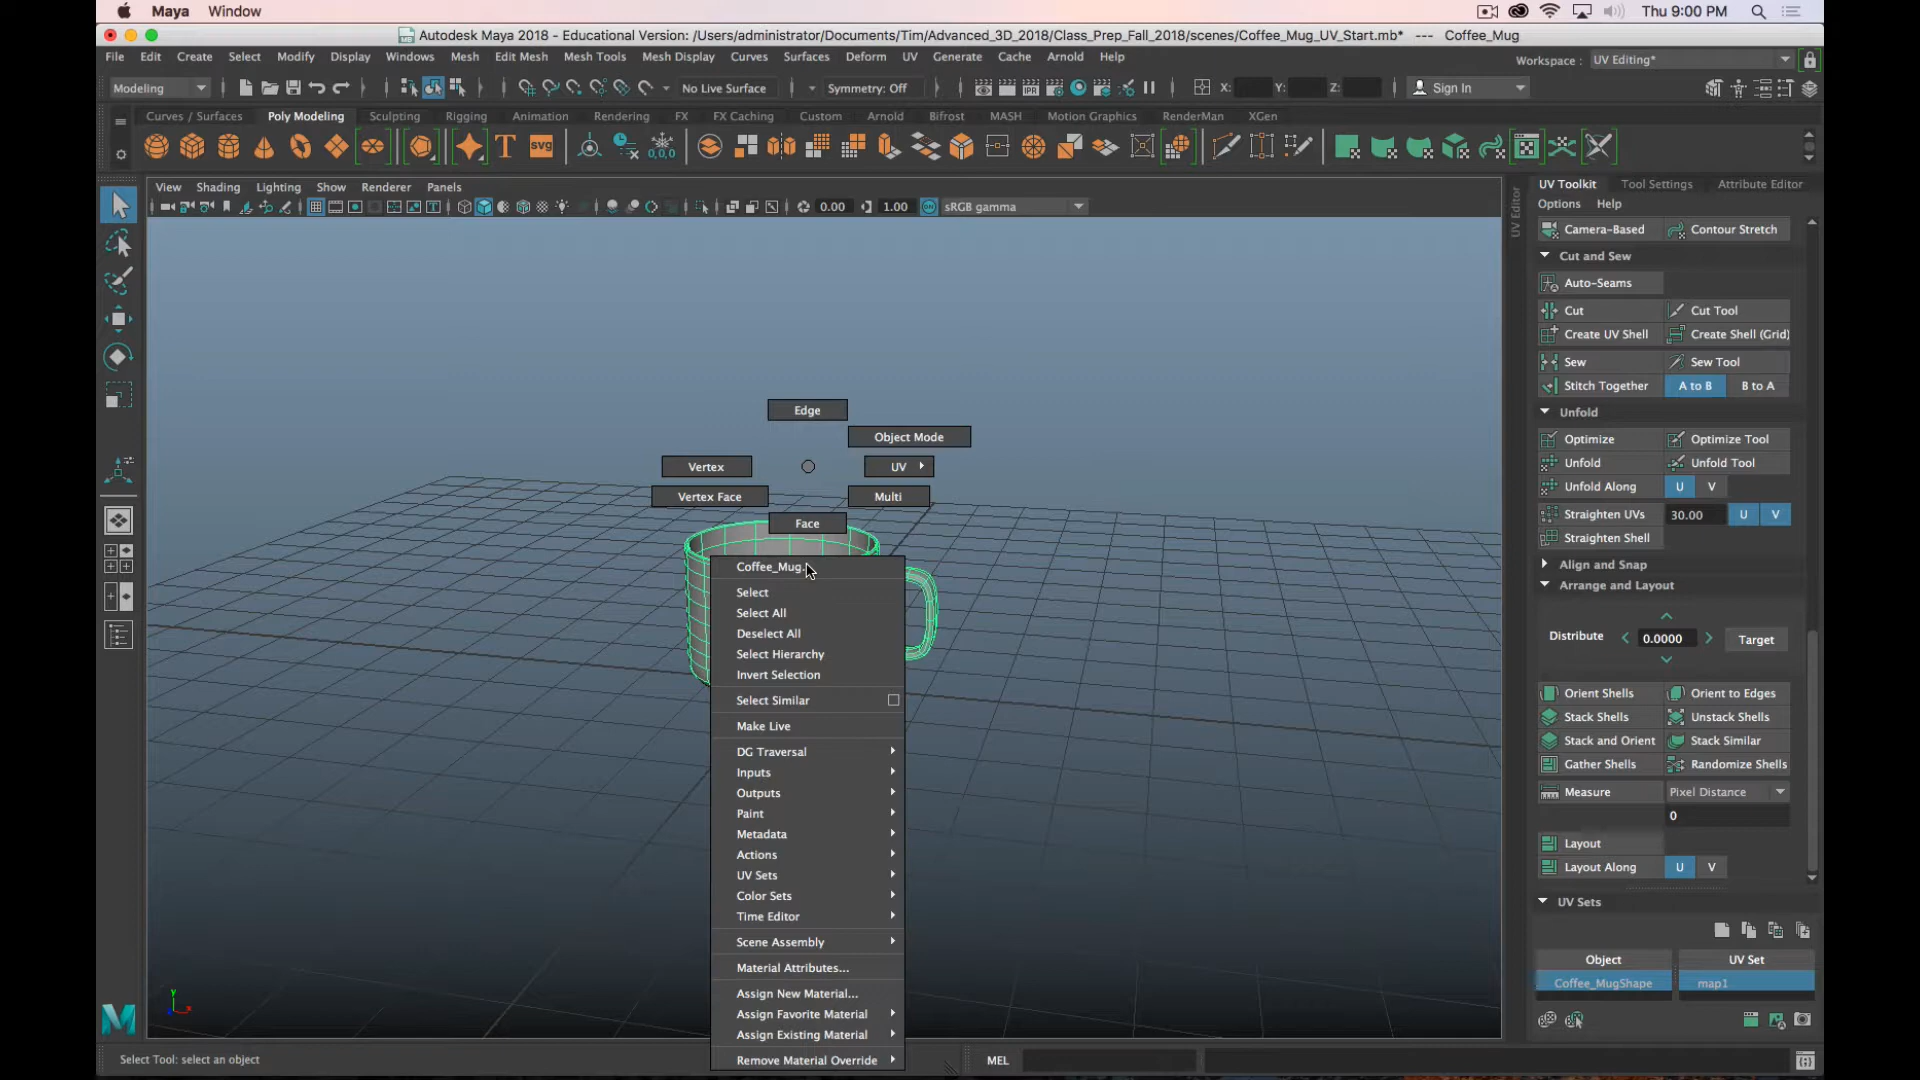 Maya Window Thu 9:00 PM
Autodesk Maya 2018 - Educational Version: /Users/administrator/Documents/Tim/Advanced_3D_2018/Class_Prep_Fall_2018/scenes/Coffee_Mug_UV_Start.mb* --- Coffee_Mug
File Edit Create Select Modify Display Windows Mesh Edit Mesh Mesh Tools Mesh Display Curves Surfaces Deform UV Generate Cache Arnold Help Workspace : UV Editing*
Modeling No Live Surface Symmetry: Off X: Y: Z: Sign In
Curves / Surfaces Poly Modeling Sculpting Rigging Animation Rendering FX FX Caching Custom Arnold Bifrost MASH Motion Graphics RenderMan XGen
T SVG 0,0,0 IPR
View Shading Lighting Show Renderer Panels
0.00 1.00 ON sRGB gamma
UV Editor
UV Toolkit Tool Settings Attribute Editor
Options Help
Camera-Based Contour Stretch
Cut and Sew
Auto-Seams
Cut Cut Tool
Create UV Shell Create Shell (Grid)
Sew Sew Tool
Stitch Together A to B B to A
Unfold
Optimize Optimize Tool
Unfold Unfold Tool
Unfold Along U V
Straighten UVs 30.00 U V
Straighten Shell
Align and Snap
Arrange and Layout
Distribute 0.0000 Target
Orient Shells Orient to Edges
Stack Shells Unstack Shells
Stack and Orient Stack Similar
Gather Shells Randomize Shells
Measure Pixel Distance
0
Layout
Layout Along U V
UV Sets
Object UV Set
Coffee_MugShape map1
Edge
Object Mode
Vertex UV
Vertex Face Multi
Face
Coffee_Mug...
Select
Select All
Deselect All
Select Hierarchy
Invert Selection
Select Similar
Make Live
DG Traversal
Inputs
Outputs
Paint
Metadata
Actions
UV Sets
Color Sets
Time Editor
Scene Assembly
Material Attributes...
Assign New Material...
Assign Favorite Material
Assign Existing Material
Remove Material Override
Y
M
Select Tool: select an object MEL